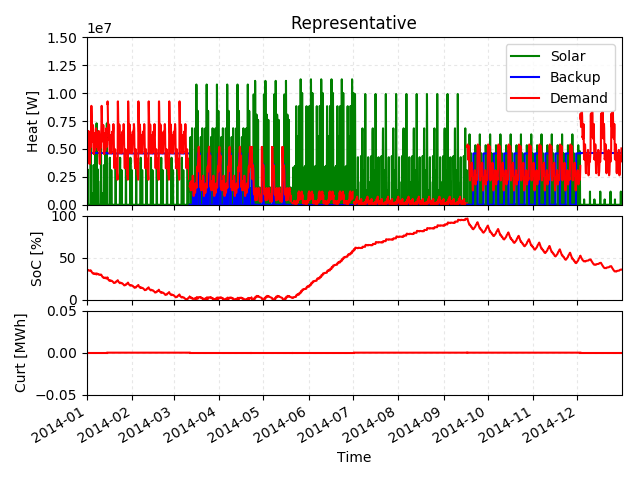 Representative
1e7
1.50
1.25
1.00
0.75
0.50
0.25
0.00
Heat [W]
Solar
Backup
Demand
100
50
0
SoC [%]
0.05
0.00
−0.05
Curt [MWh]
2014-01
2014-02
2014-03
2014-04
2014-05
2014-06
2014-07
2014-08
2014-09
2014-10
2014-11
2014-12
Time